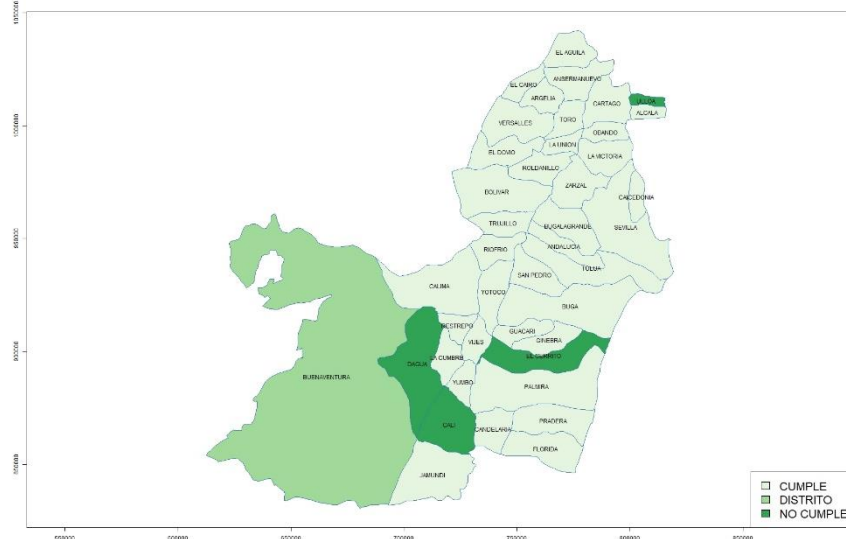 EL AGUILA
ANSERMANUEVO
EL CAIRO
ARGELIA
CARTAGO
ULLOA
ALCALA
VERSALLES
TORO
OBANDO
LA UNION
EL DOVIO
LA VICTORIA
ROLDANILLO
ZARZAL
BOLIVAR
CAICEDONIA
TRUJILLO
BUGALAGRANDE
SEVILLA
RIOFRIO
ANDALUCIA
TULUA
SAN PEDRO
CALIMA
YOTOCO
BUGA
RESTREPO
GUACARI
VIJES
GINEBRA
DAGUA
LA CUMBRE
EL CERRITO
BUENAVENTURA
YUMBO
PALMIRA
CALI
CANDELARIA
PRADERA
FLORIDA
JAMUNDI
CUMPLE
DISTRITO
NO CUMPLE